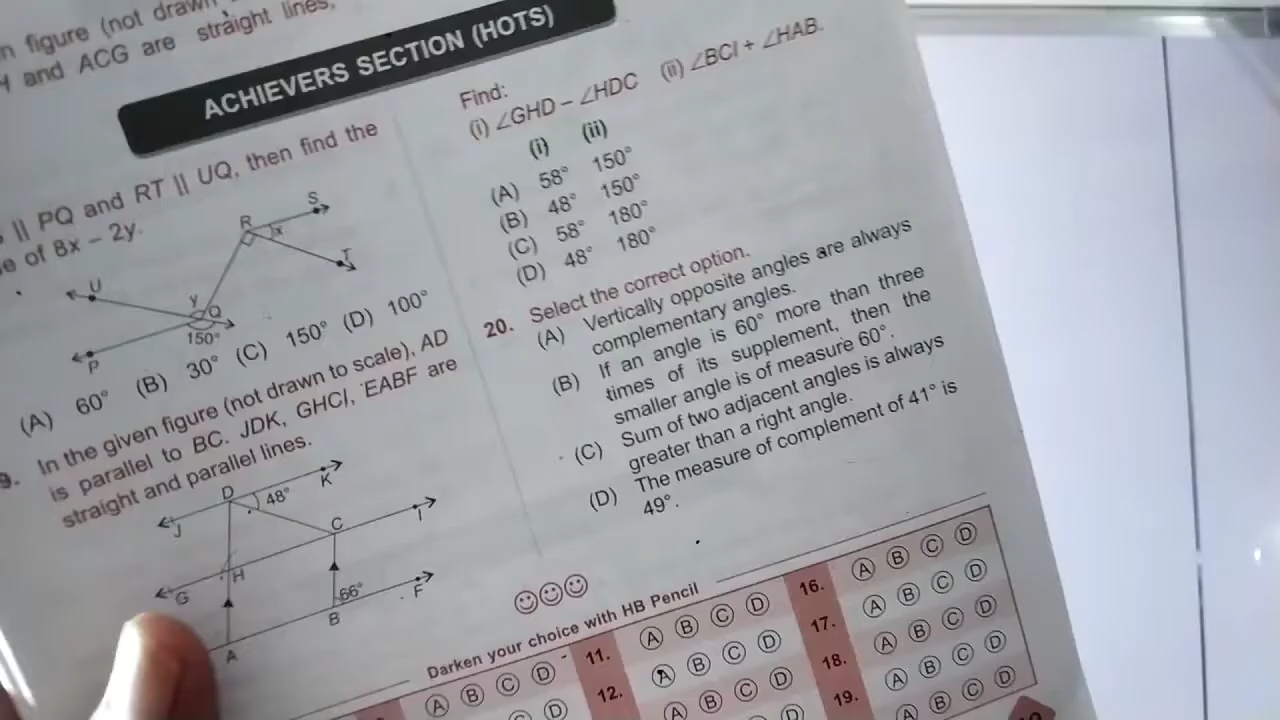 n figure (not drawn
H and ACG are straight lines,
ACHIEVERS SECTION (HOTS)
|| PQ and RT || UQ, then find the
e of 8x – 2y.
R
S
x
T
U
y
Q
150°
P
(A) 60° (B) 30° (C) 150° (D) 100°
9. In the given figure (not drawn to scale), AD
is parallel to BC. JDK, GHCI, EABF are
straight and parallel lines.
D
48°
K
J
C
I
H
G
66°
F
B
A
Find:
(i) ∠GHD – ∠HDC (ii) ∠BCI + ∠HAB.
(i) (ii)
(A) 58° 150°
(B) 48° 150°
(C) 58° 180°
(D) 48° 180°
20. Select the correct option.
(A) Vertically opposite angles are always
complementary angles.
(B) If an angle is 60° more than three
times of its supplement, then the
smaller angle is of measure 60°.
(C) Sum of two adjacent angles is always
greater than a right angle.
(D) The measure of complement of 41° is
49°.
Darken your choice with HB Pencil
A B C D
11. A B C D
16. A B C D
C D
12. A B C D
17. A B C D
A B C D
18. A B C D
D
19. A B C D
A B C D